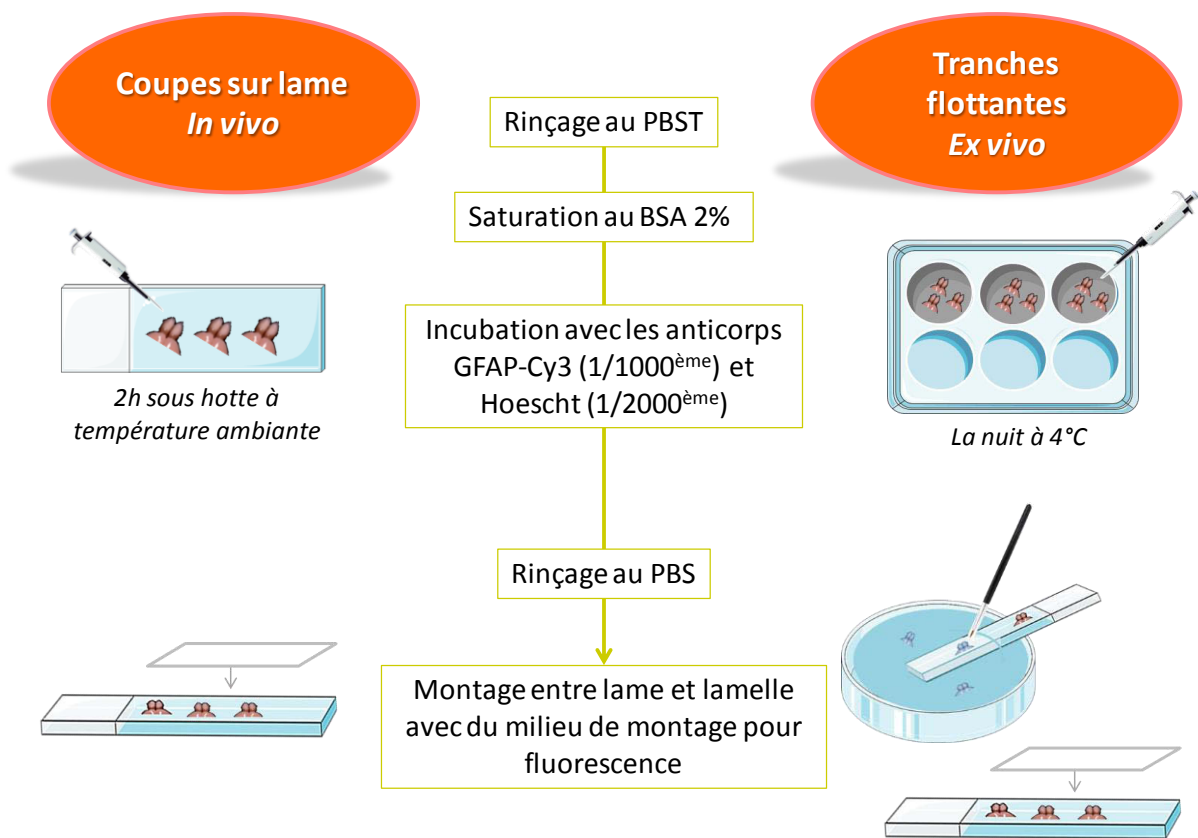 Coupes sur lame
In vivo
Tranches
flottantes
Ex vivo
Rinçage au PBST
Saturation au BSA 2%
Incubation avec les anticorps
GFAP-Cy3 (1/1000ème) et
Hoescht (1/2000ème)
2h sous hotte à
température ambiante
La nuit à 4°C
Rinçage au PBS
Montage entre lame et lamelle
avec du milieu de montage pour
fluorescence